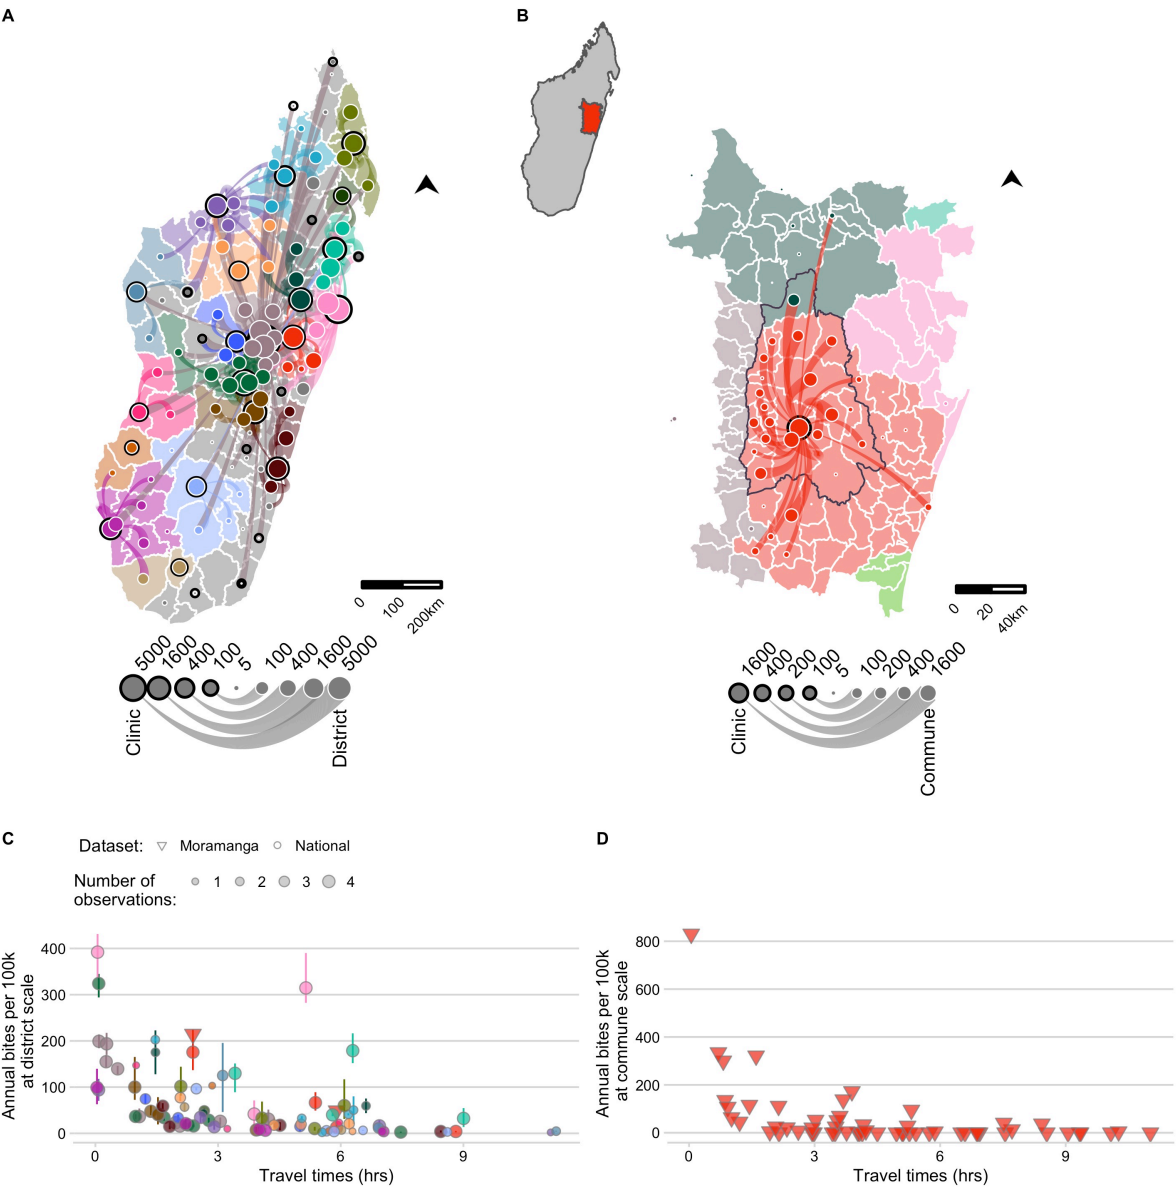 A
B
0
100
200km
0
20
40km
5000
1600
400
100
5
100
400
1600
5000
Clinic
District
1600
400
200
100
5
100
200
400
1600
Clinic
Commune
C
Dataset: Moramanga National
Number of
observations: 1 2 3 4
Annual bites per 100k
at district scale
400
300
200
100
0
0 3 6 9
Travel times (hrs)
D
Annual bites per 100k
at commune scale
800
600
400
200
0
0 3 6 9
Travel times (hrs)